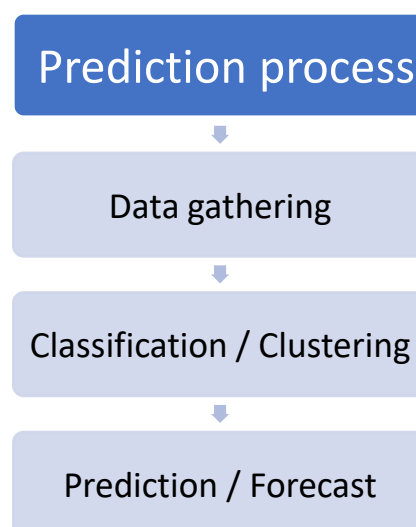 Prediction process
Data gathering
Classification / Clustering
Prediction / Forecast